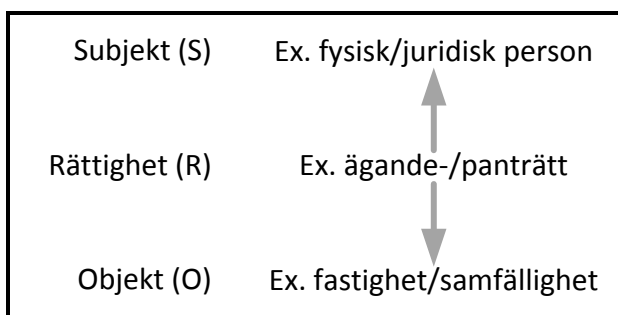 Subjekt (S) Ex. fysisk/juridisk person
Rättighet (R) Ex. ägande-/panträtt
Objekt (O) Ex. fastighet/samfällighet